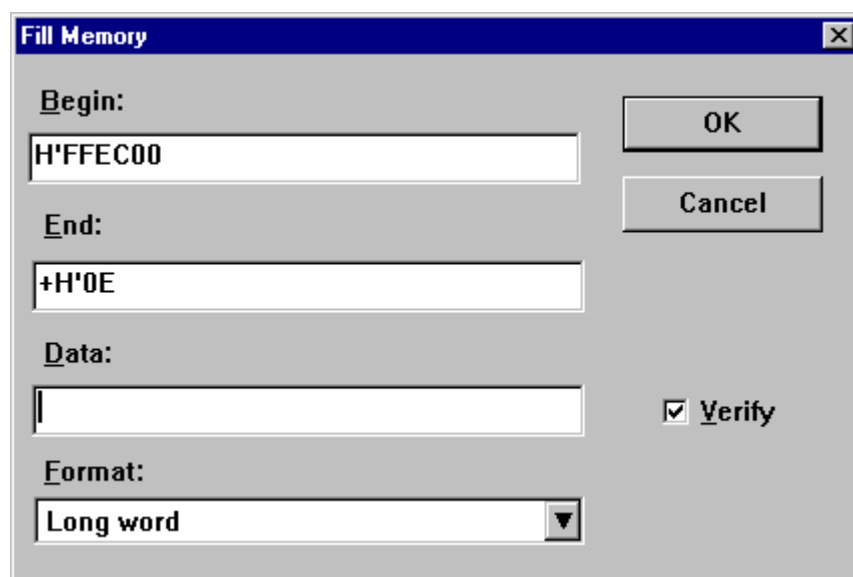 Fill Memory
Begin:
H'FFEC00
OK
Cancel
End:
+H'0E
Data:
Verify
Format:
Long word